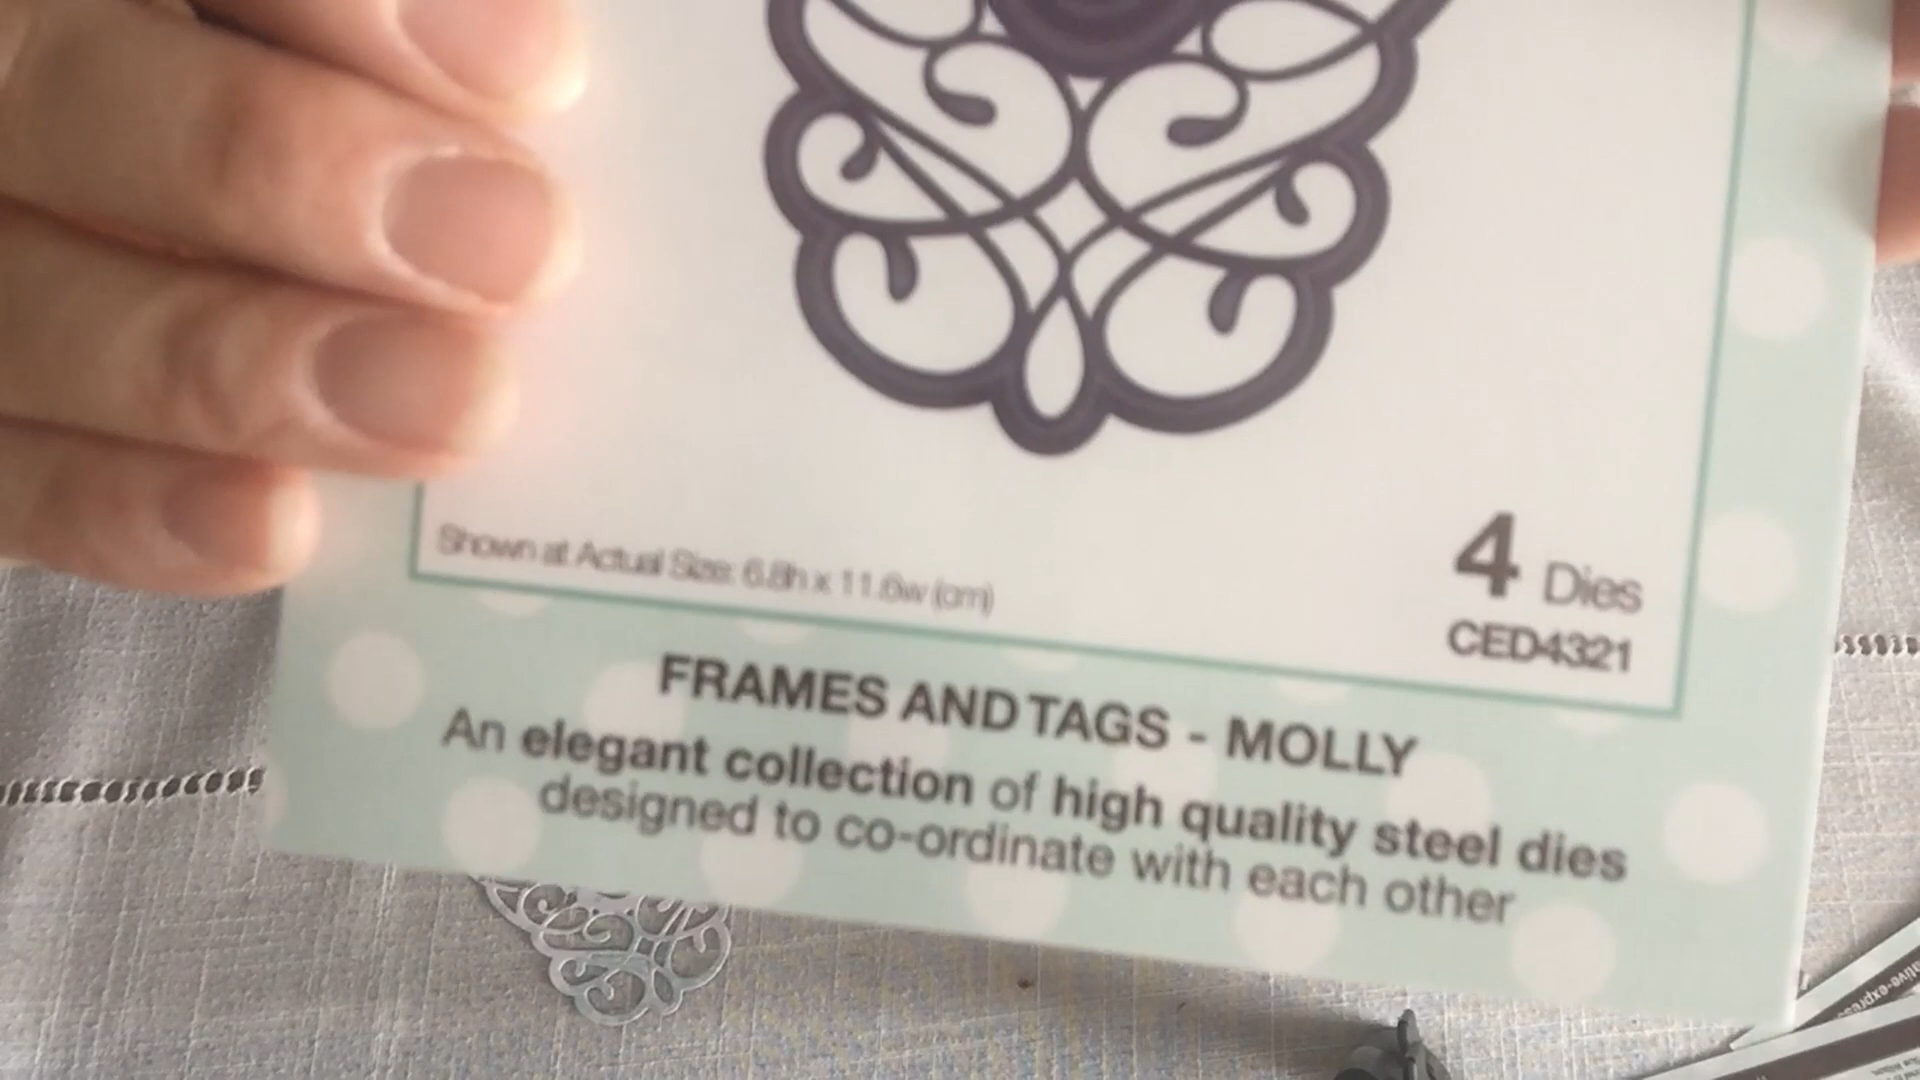 Shown at Actual Size: 6.8h x 11.6w (cm)
4 Dies
CED4321
FRAMES AND TAGS - MOLLY
An elegant collection of high quality steel dies
designed to co-ordinate with each other